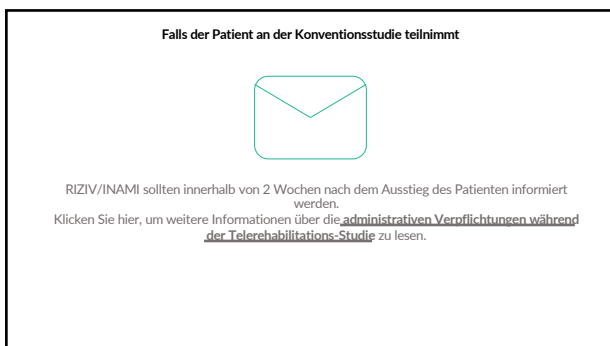 Falls der Patient an der Konventionsstudie teilnimmt
RIZIV/INAMI sollten innerhalb von 2 Wochen nach dem Ausstieg des Patienten informiert
werden.
Klicken Sie hier, um weitere Informationen über die administrativen Verpflichtungen während
der Telerehabilitations-Studie zu lesen.